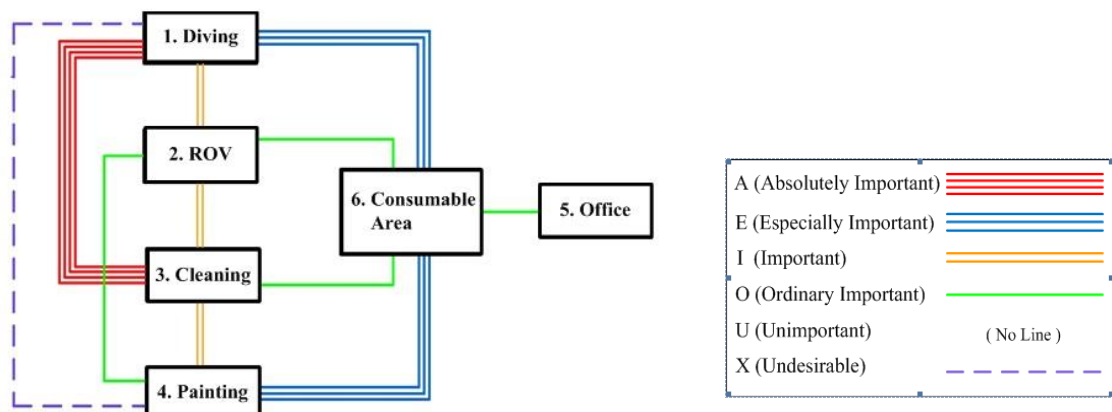 1. Diving
2. ROV
3. Cleaning
4. Painting
6. Consumable
Area
5. Office
A (Absolutely Important)
E (Especially Important)
I (Important)
O (Ordinary Important)
U (Unimportant)
( No Line )
X (Undesirable)